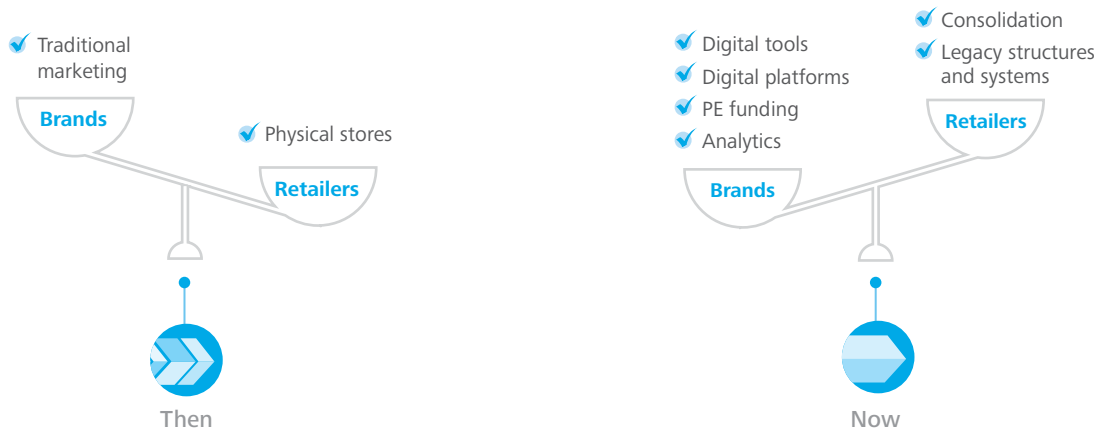 Traditional
marketing
Brands
Physical stores
Retailers
Then
Digital tools
Digital platforms
PE funding
Analytics
Brands
Consolidation
Legacy structures
and systems
Retailers
Now